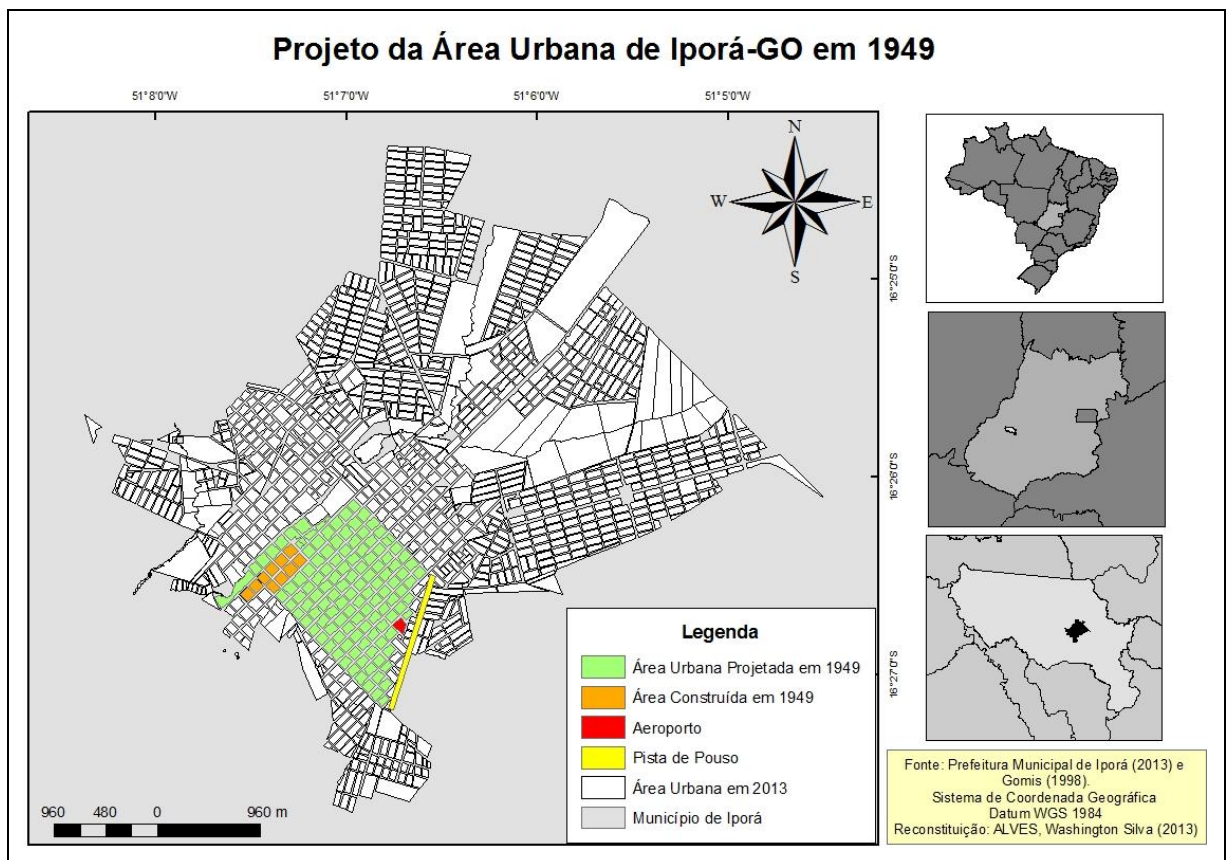 Projeto da Área Urbana de Iporá-GO em 1949
51°8'0"W 51°7'0"W 51°6'0"W 51°5'0"W
N
W E
S
16°25'0"S
16°26'0"S
16°27'0"S
Legenda
Área Urbana Projetada em 1949
Área Construída em 1949
Aeroporto
Pista de Pouso
Área Urbana em 2013
Município de Iporá
960 480 0 960 m
Fonte: Prefeitura Municipal de Iporá (2013) e
Gomis (1998).
Sistema de Coordenada Geográfica
Datum WGS 1984
Reconstituição: ALVES, Washington Silva (2013)